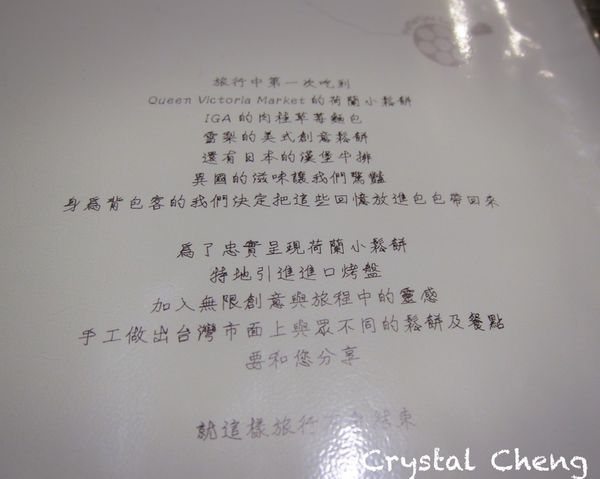 旅行中第一次吃到
Queen Victoria Market 的荷蘭小鬆餅
IGA 的肉桂草莓麵包
雪梨的美式創意鬆餅
還有日本的漢堡牛排
異國的滋味讓我們驚豔
身為背包客的我們決定把這些回憶放進包包帶回來
為了忠實呈現荷蘭小鬆餅
特地引進進口烤盤
加入無限創意與旅程中的靈感
手工做出台灣市面上與眾不同的鬆餅及餐點
要和您分享
就這樣旅行 結束
Crystal Cheng